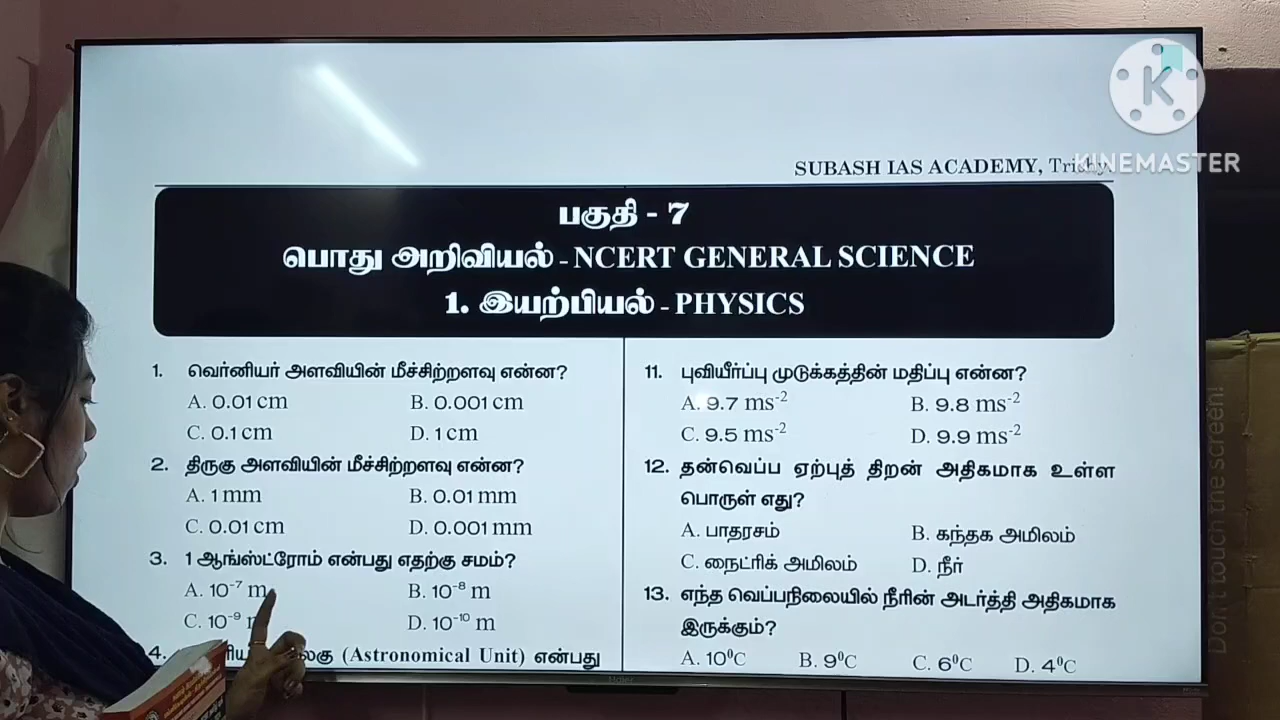 KINEMASTER
SUBASH IAS ACADEMY, Trichy.
பகுதி - 7
பொது அறிவியல் - NCERT GENERAL SCIENCE
1. இயற்பியல் - PHYSICS
1. வெர்னியர் அளவியின் மீச்சிற்றளவு என்ன?
A. 0.01 cm B. 0.001 cm
C. 0.1 cm D. 1 cm
2. திருகு அளவியின் மீச்சிற்றளவு என்ன?
A. 1 mm B. 0.01 mm
C. 0.01 cm D. 0.001 mm
3. 1 ஆங்ஸ்ட்ரோம் என்பது எதற்கு சமம்?
A. 10⁻⁷ m B. 10⁻⁸ m
C. 10⁻⁹ D. 10⁻¹⁰ m
4. (Astronomical Unit) என்பது
11. புவியீர்ப்பு முடுக்கத்தின் மதிப்பு என்ன?
A. 9.7 ms⁻² B. 9.8 ms⁻²
C. 9.5 ms⁻² D. 9.9 ms⁻²
12. தன்வெப்ப ஏற்புத் திறன் அதிகமாக உள்ள
பொருள் எது?
A. பாதரசம் B. கந்தக அமிலம்
C. நைட்ரிக் அமிலம் D. நீர்
13. எந்த வெப்பநிலையில் நீரின் அடர்த்தி அதிகமாக
இருக்கும்?
A. 10⁰C B. 9⁰C C. 6⁰C D. 4⁰C
Haier
Don't touch the screen!